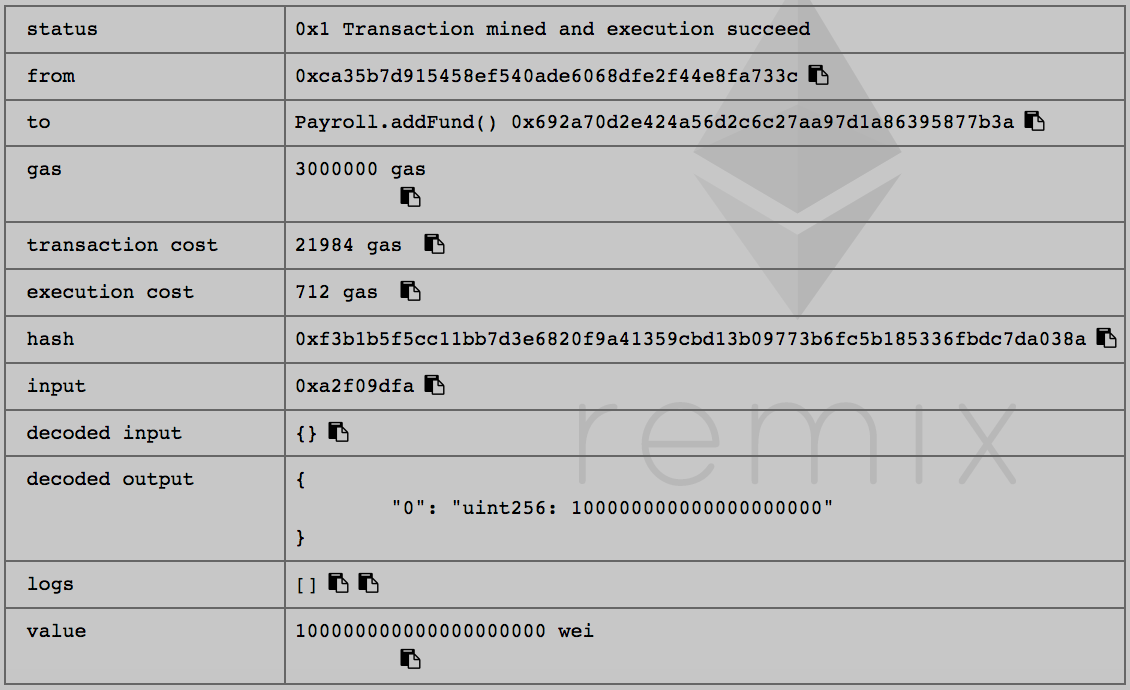 status
0x1 Transaction mined and execution succeed
from
0xca35b7d915458ef540ade6068dfe2f44e8fa733c
to
Payroll.addFund() 0x692a70d2e424a56d2c6c27aa97d1a86395877b3a
gas
3000000 gas
transaction cost
21984 gas
execution cost
712 gas
hash
0xf3b1b5f5cc11bb7d3e6820f9a41359cbd13b09773b6fc5b185336fbdc7da038a
input
0xa2f09dfa
decoded input
{}
decoded output
{
"0": "uint256: 100000000000000000000"
}
logs
[]
value
100000000000000000000 wei
remix